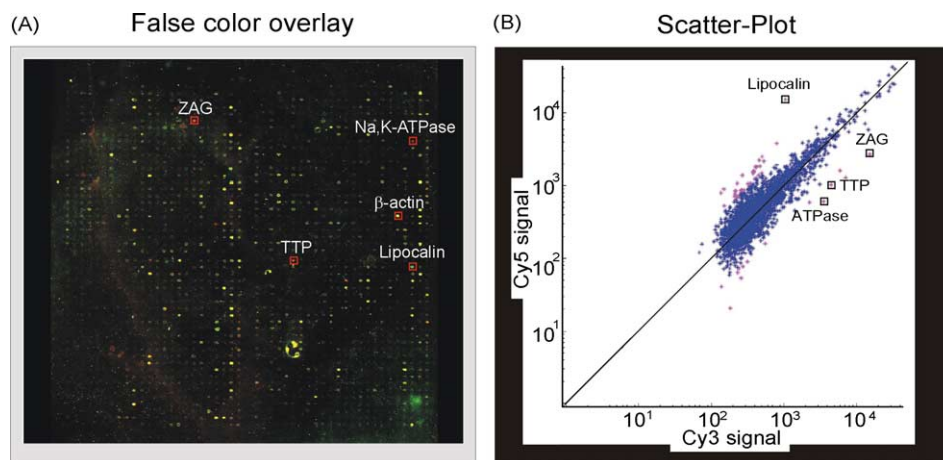 (A) False color overlay
ZAG
Na,K-ATPase
β-actin
TTP
Lipocalin
(B) Scatter-Plot
Cy5 signal
10⁴
10³
10²
10¹
Lipocalin
ZAG
TTP
ATPase
10¹ 10² 10³ 10⁴
Cy3 signal